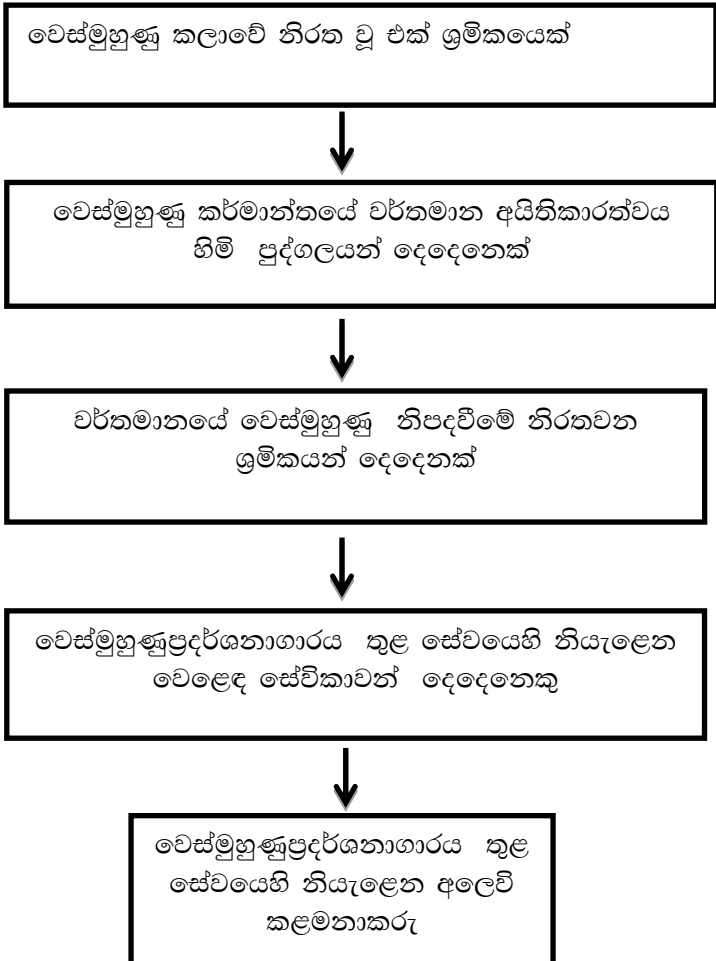 වෙස්මුහුණු කලාවේ නිරත වූ එක් ශ්‍රමිකයෙක්
වෙස්මුහුණු කර්මාන්තයේ වර්තමාන අයිතිකාරත්වය
හිමි පුද්ගලයන් දෙදෙනෙක්
වර්තමානයේ වෙස්මුහුණු නිපදවීමේ නිරතවන
ශ්‍රමිකයන් දෙදෙනක්
වෙස්මුහුණුප්‍රදර්ශනාගාරය තුළ සේවයෙහි නියැළෙන
වෙළෙඳ සේවිකාවන් දෙදෙනෙකු
වෙස්මුහුණුප්‍රදර්ශනාගාරය තුළ
සේවයෙහි නියැළෙන අලෙවි
කළමනාකරු